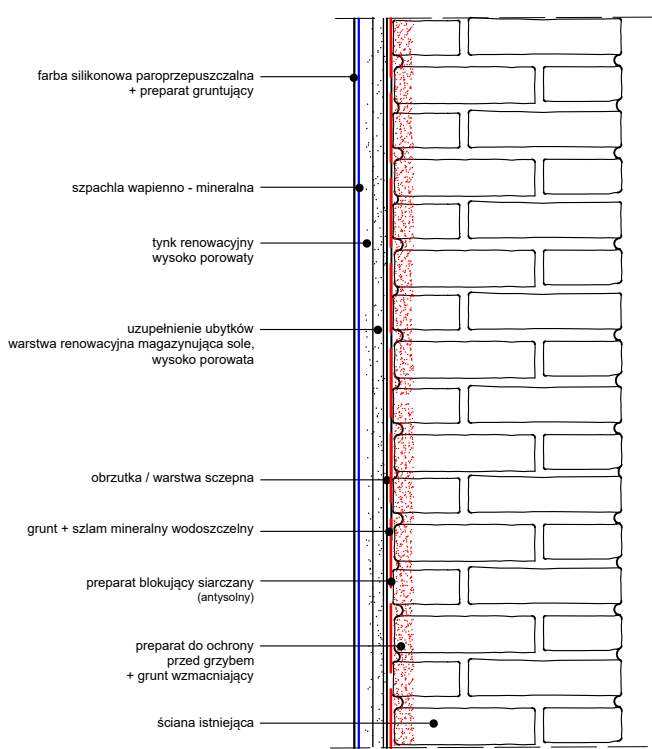 farba silikonowa paroprzepuszczalna
+ preparat gruntujący
szpachla wapienno - mineralna
tynk renowacyjny
wysoko porowaty
uzupełnienie ubytków
warstwa renowacyjna magazynująca sole,
wysoko porowata
obrzutka / warstwa sczepna
grunt + szlam mineralny wodoszczelny
preparat blokujący siarczany
(antysolny)
preparat do ochrony
przed grzybem
+ grunt wzmacniający
ściana istniejąca